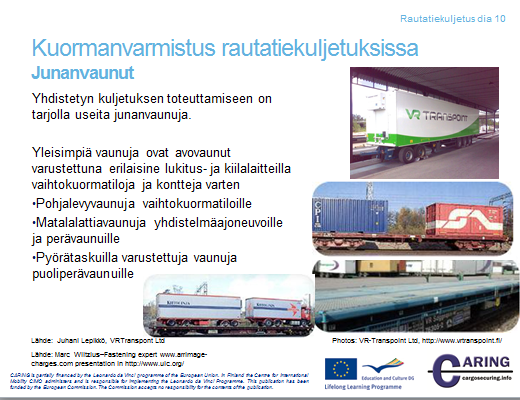 Rautatiekuljetus dia 10
Kuormanvarmistus rautatiekuljetuksissa
Junanvaunut
Yhdistetyn kuljetuksen toteuttamiseen on
tarjolla useita junanvaunuja.
Yleisimpiä vaunuja ovat avovaunut
varustettuna erilaisine lukitus- ja kiilalaitteilla
vaihtokuormatiloja ja kontteja varten
•Pohjalevyvaunuja vaihtokuormatiloille
•Matalalattiavaunuja yhdistelmäajoneuvoille
ja perävaunuille
•Pyörätaskuilla varustettuja vaunuja
puoliperävaunuille
VR TRANSPOINT
CPI
Lähde: Juhani Lepikkö, VRTranspont Ltd
Photos: VR-Transpoint Ltd, http://www.vrtranspoint.fi/
Lähde: Marc Wiltzius–Fastening expert www.arrimage-
charges.com presentation in http://www.uic.org/
CARING is partially financed by the Leonardo da Vinci programme of the European Union. In Finland the Centre for International
Mobility CIMO administers and is responsible for implementing the Leonardo da Vinci Programme. This publication has been
funded by the European Commission. The Commission accepts no responsibility for the contents of the publication.
Education and Culture DG
Lifelong Learning Programme
CARING
cargosecuring.info